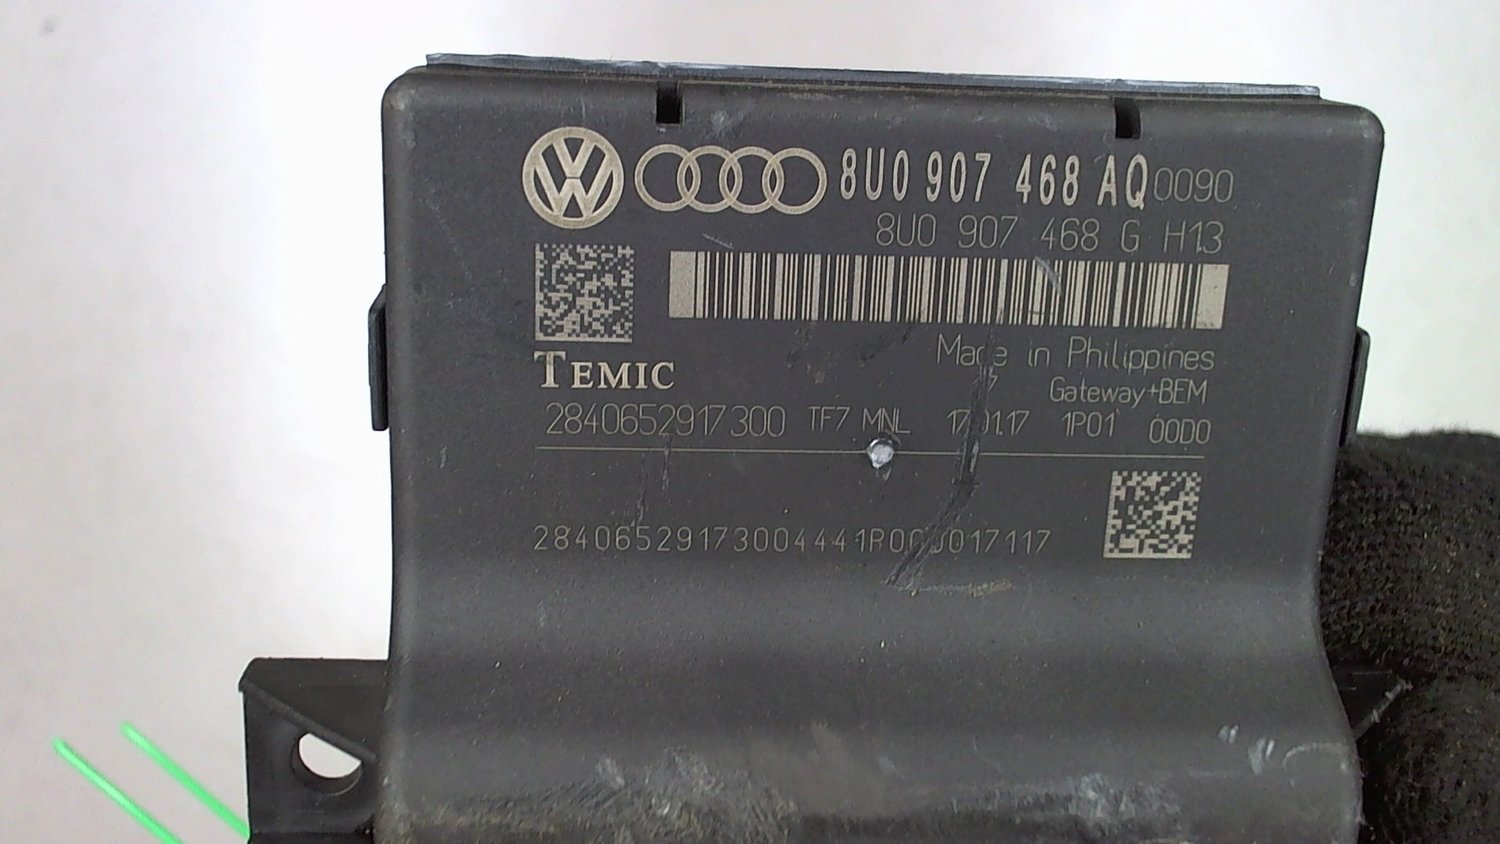 8U0 907 468 AQ 0090
8U0 907 468 G H13
Made in Philippines
TEMIC
Gateway+BEM
2840652917300 TF7 MNL 17.01.17 1P01 00D0
28406529173004441R000017117